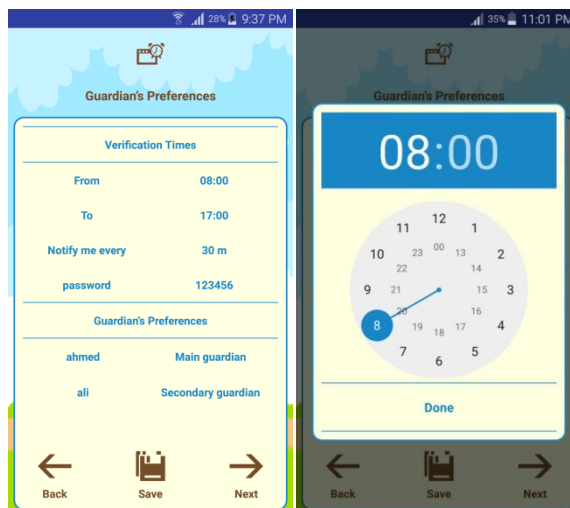 28% 9:37 PM
Guardian's Preferences
Verification Times
From 08:00
To 17:00
Notify me every 30 m
password 123456
Guardian's Preferences
ahmed Main guardian
ali Secondary guardian
Back Save Next
35% 11:01 PM
Guardian's Preferences
08:00
12
11 1
00
10 23 13 2
22 14
9 21 15 3
20 16
8 19 18 17 4
7 5
6
Done
Back Save Next